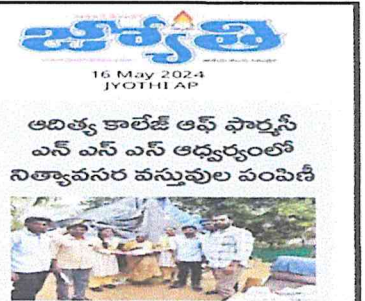 జ్యోతి
16 May 2024
JYOTHI AP
ఆదిత్య కాలేజ్ ఆఫ్ ఫార్మసీ
ఎన్ ఎస్ ఎస్ ఆధ్వర్యంలో
నిత్యావసర వస్తువుల పంపిణీ